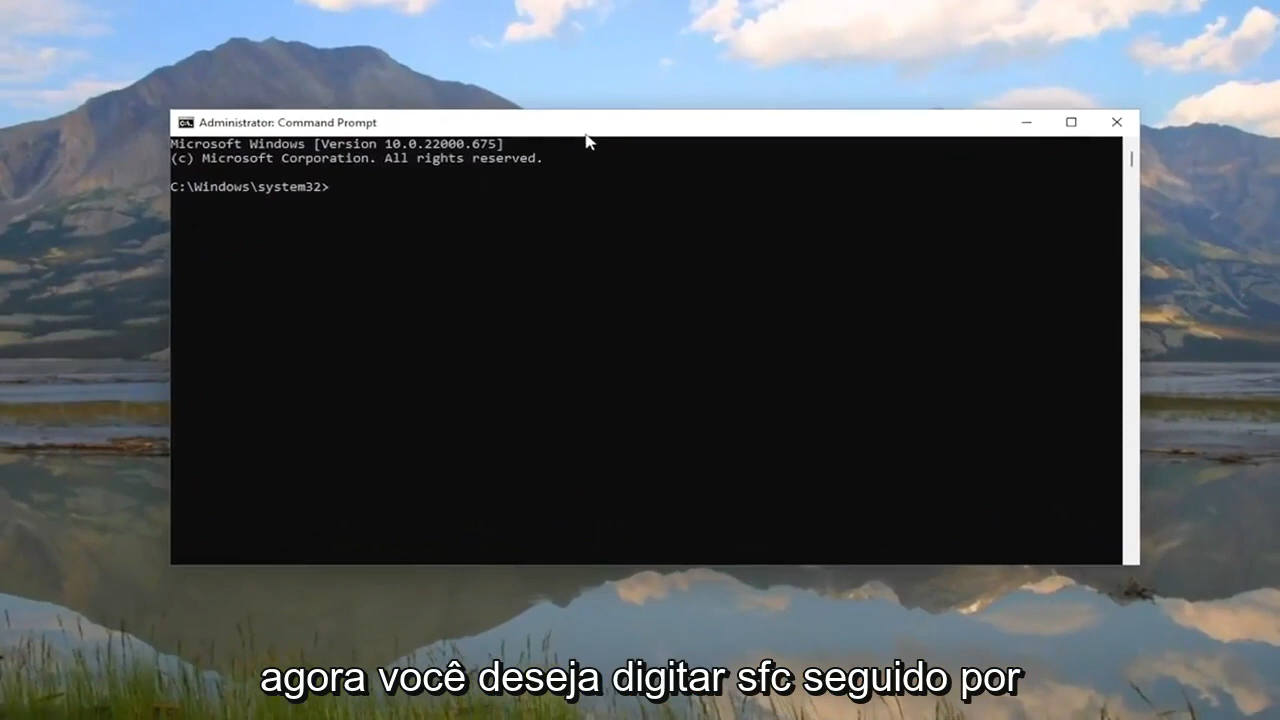 Administrator: Command Prompt
Microsoft Windows [Version 10.0.22000.675]
(c) Microsoft Corporation. All rights reserved.
C:\Windows\system32>
agora você deseja digitar sfc seguido por